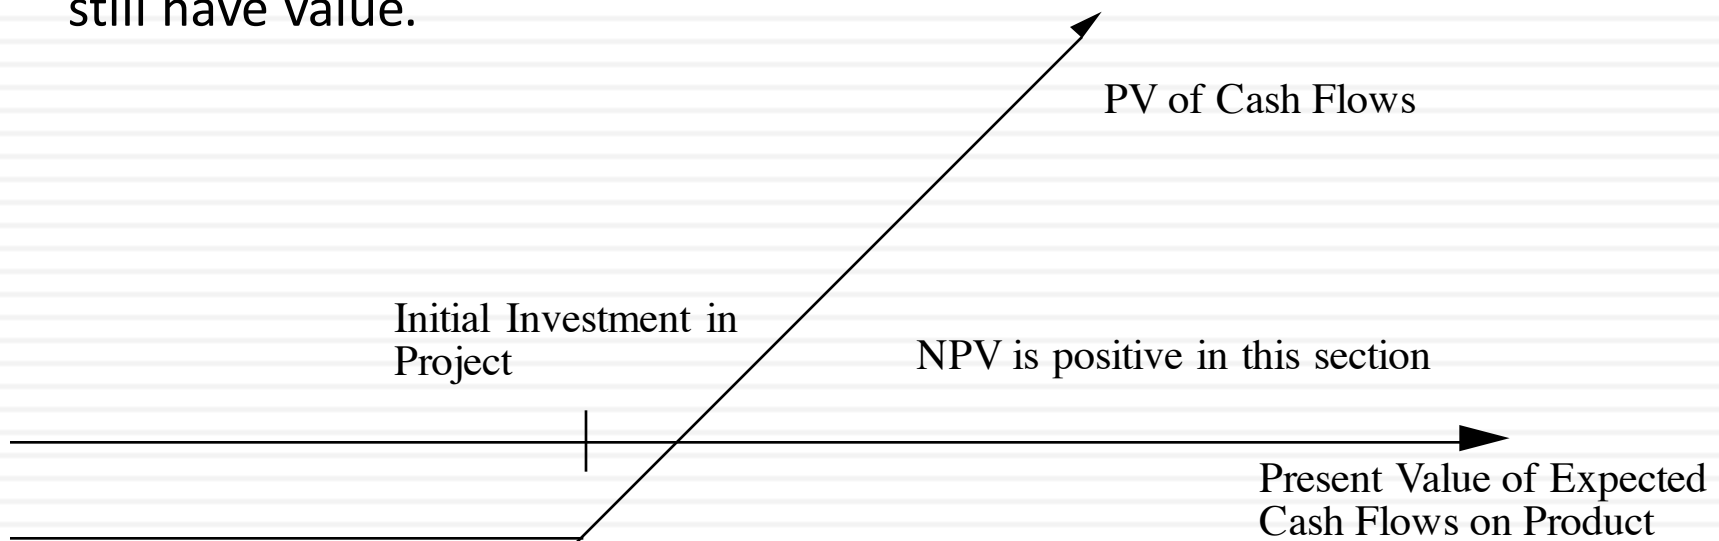 still have value.
PV of Cash Flows
Initial Investment in
Project
NPV is positive in this section
Present Value of Expected
Cash Flows on Product